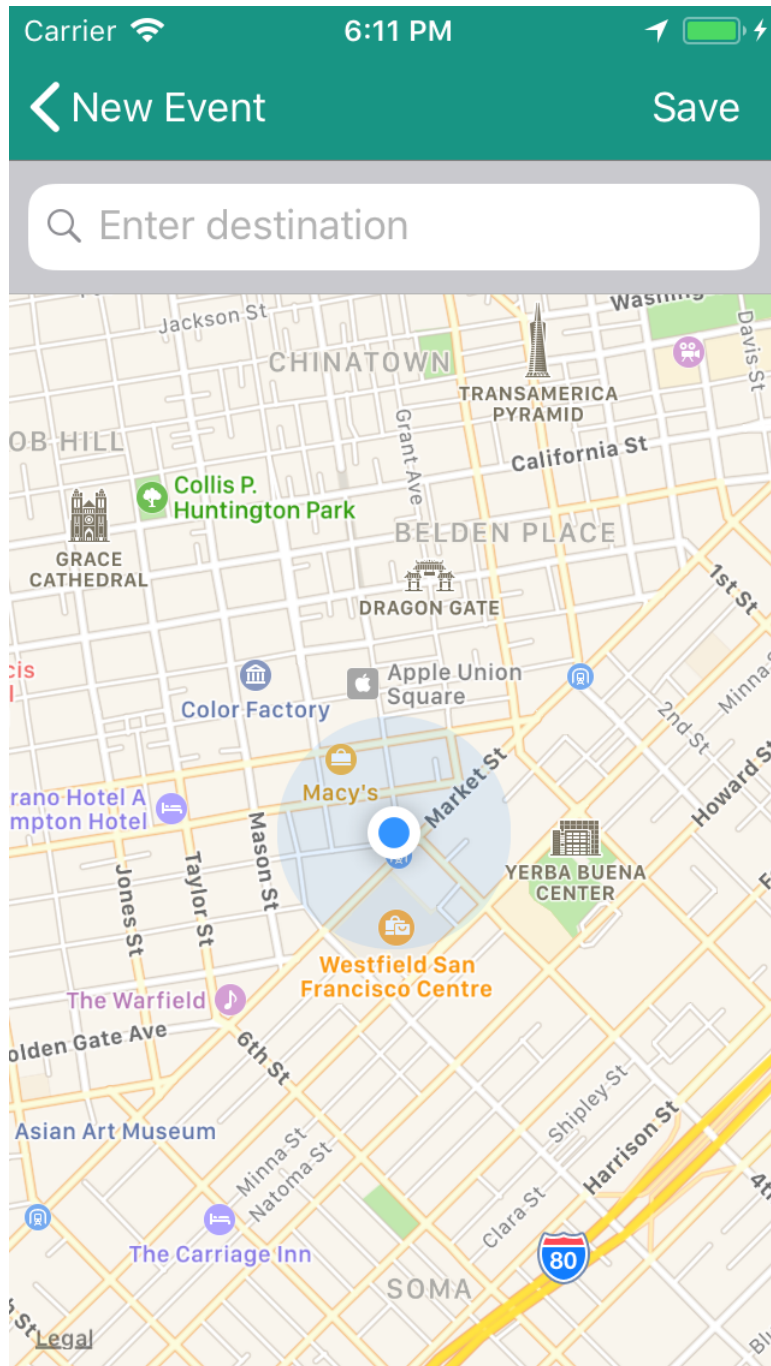 Carrier 6:11 PM
New Event Save
Enter destination
Jackson St
Washing
Davis St
CHINATOWN
TRANSAMERICA
PYRAMID
OB HILL
Grant Ave
California St
Collis P.
Huntington Park
BELDEN PLACE
GRACE
CATHEDRAL
DRAGON GATE
1st St
cis
l
Apple Union
Square
Minna S
Color Factory
2nd St
Howard St
Macy's
Market St
rano Hotel A
mpton Hotel
Mason St
Taylor St
Jones St
YERBA BUENA
CENTER
Westfield San
Francisco Centre
The Warfield
olden Gate Ave
6th St
Shipley St
Harrison St
Asian Art Museum
Minna St
Natoma St
4th
Clara St
The Carriage Inn
80
SOMA
Legal